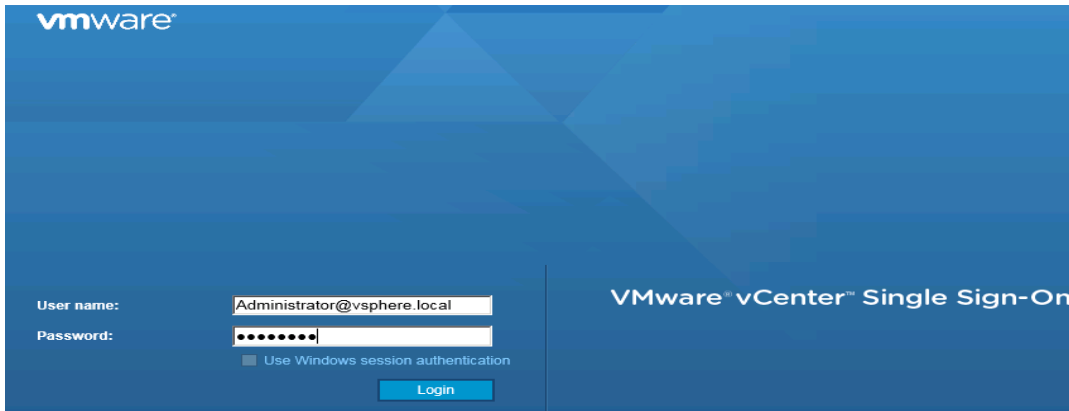 vmware®
User name:
Administrator@vsphere.local
Password:
●●●●●●●●
Use Windows session authentication
Login
VMware® vCenter™ Single Sign-On